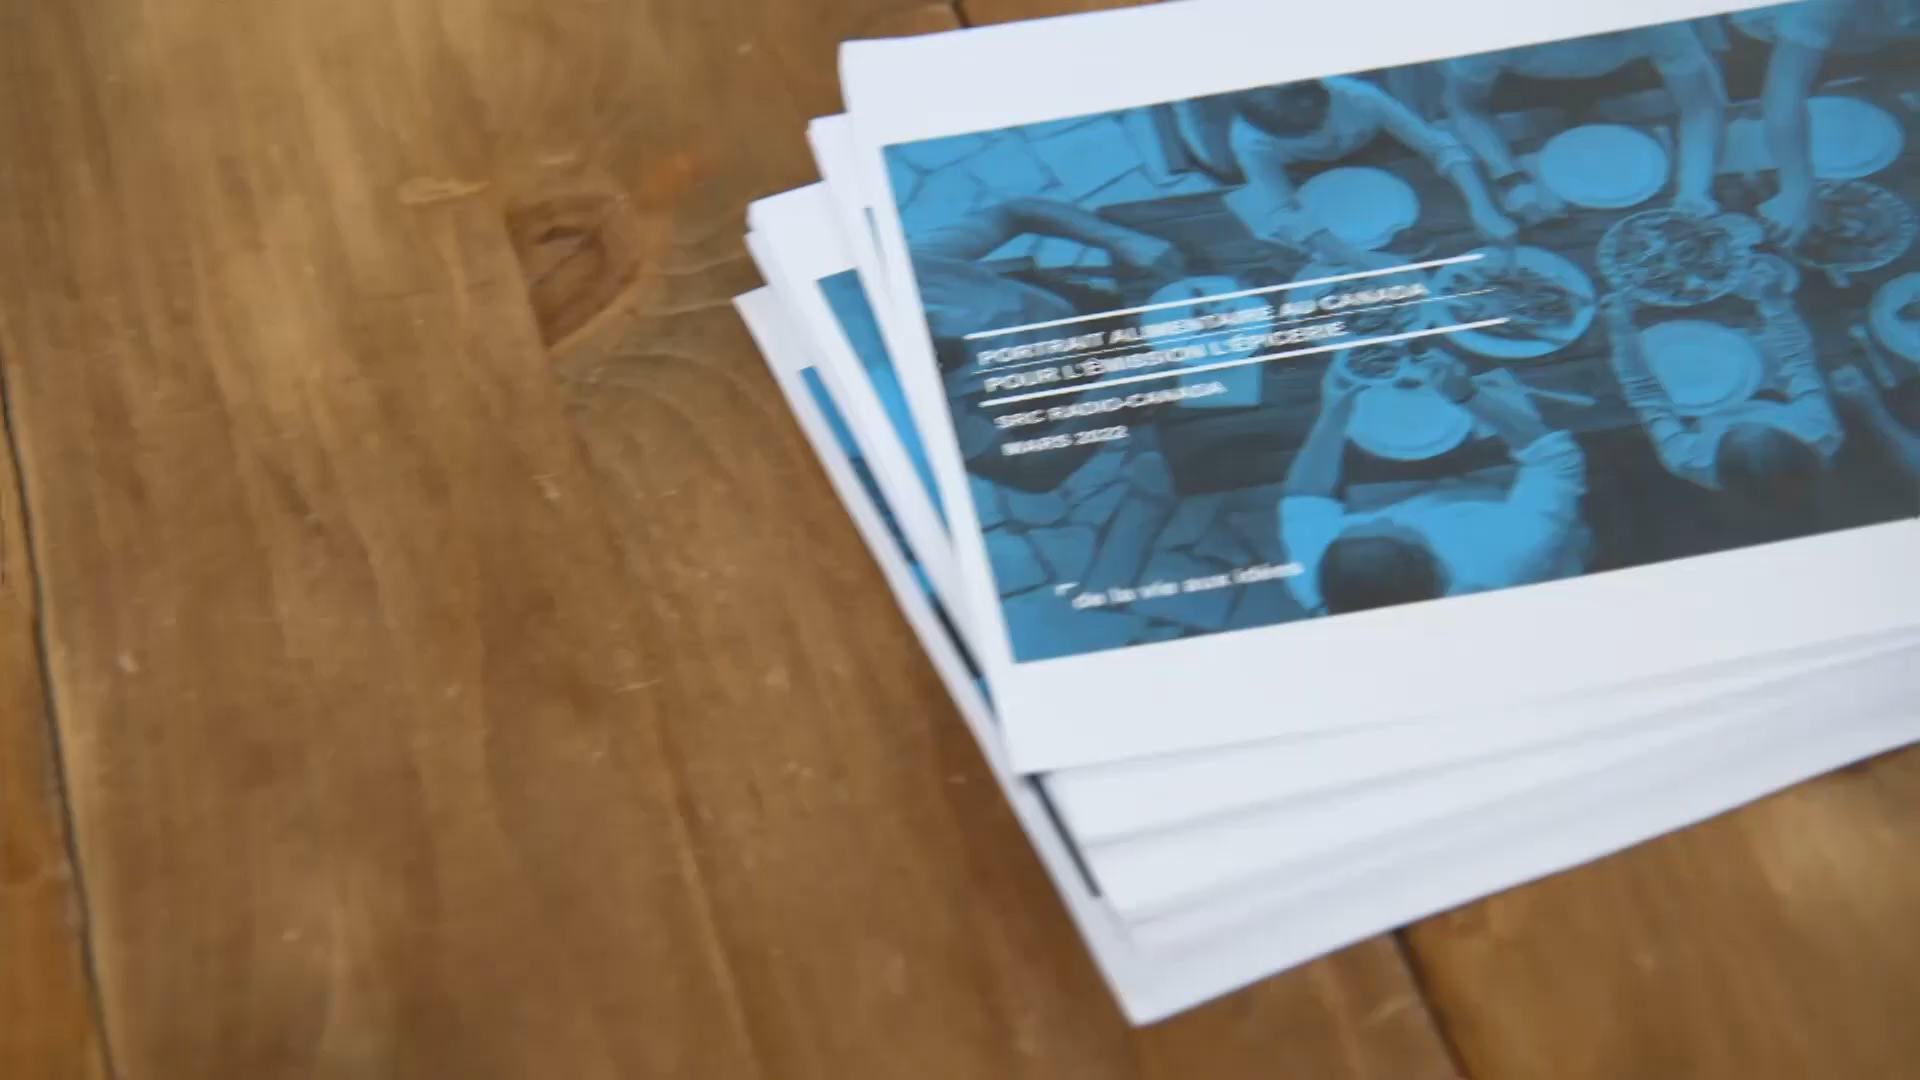 PORTRAIT ALIMENTAIRE AU CANADA
POUR L'ÉMISSION L'ÉPICERIE
SRC RADIO-CANADA
MARS 2022
de la vie aux idées